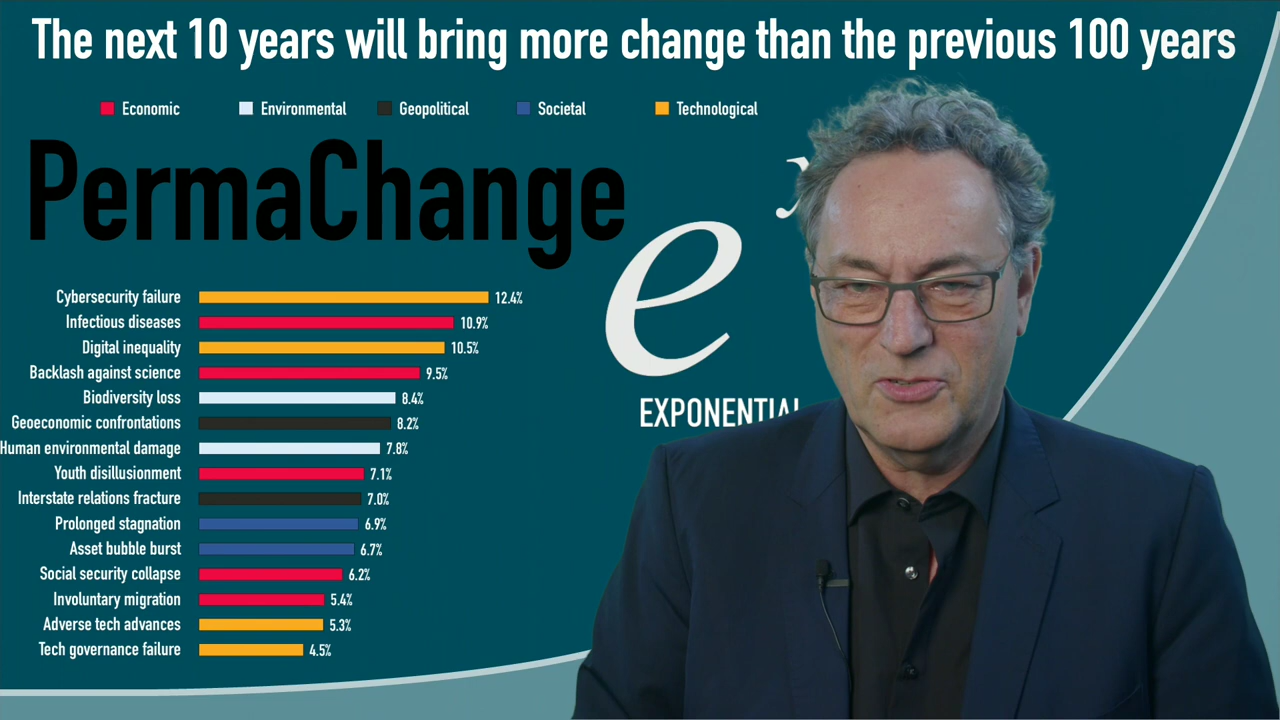 The next 10 years will bring more change than the previous 100 years
Economic Environmental Geopolitical Societal Technological
PermaChange
e
EXPONENTIAL
Cybersecurity failure 12.4%
Infectious diseases 10.9%
Digital inequality 10.5%
Backlash against science 9.5%
Biodiversity loss 8.4%
Geoeconomic confrontations 8.2%
Human environmental damage 7.8%
Youth disillusionment 7.1%
Interstate relations fracture 7.0%
Prolonged stagnation 6.9%
Asset bubble burst 6.7%
Social security collapse 6.2%
Involuntary migration 5.4%
Adverse tech advances 5.3%
Tech governance failure 4.5%